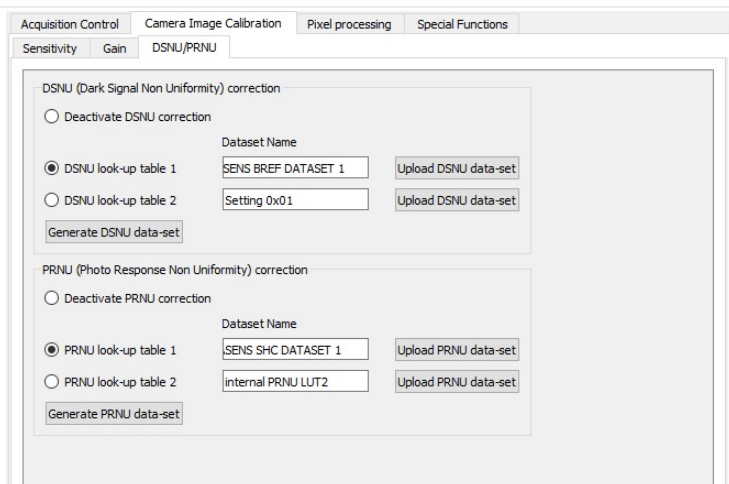 Acquisition Control Camera Image Calibration Pixel processing Special Functions
Sensitivity Gain DSNU/PRNU
DSNU (Dark Signal Non Uniformity) correction
Deactivate DSNU correction
Dataset Name
DSNU look-up table 1 SENS BREF DATASET 1 Upload DSNU data-set
DSNU look-up table 2 Setting 0x01 Upload DSNU data-set
Generate DSNU data-set
PRNU (Photo Response Non Uniformity) correction
Deactivate PRNU correction
Dataset Name
PRNU look-up table 1 SENS SHC DATASET 1 Upload PRNU data-set
PRNU look-up table 2 internal PRNU LUT2 Upload PRNU data-set
Generate PRNU data-set